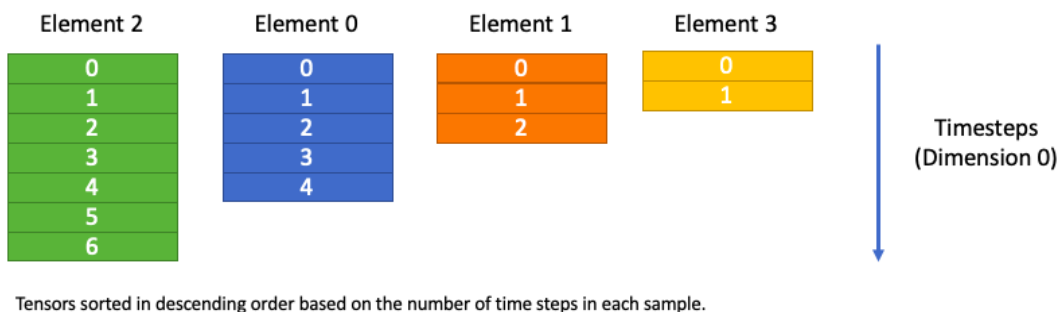 Element 2 Element 0 Element 1 Element 3
0 0 0 0
1 1 1 1
2 2 2
3 3
4 4
5
6
Timesteps
(Dimension 0)
Tensors sorted in descending order based on the number of time steps in each sample.